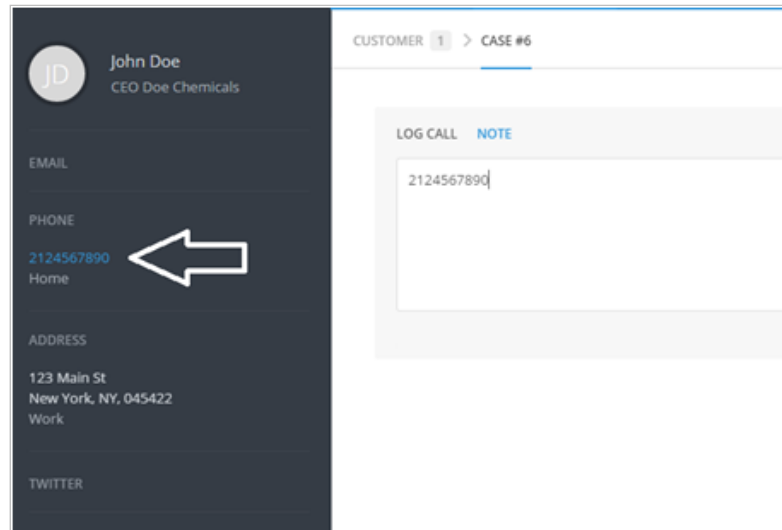 JD
John Doe
CEO Doe Chemicals
EMAIL
PHONE
2124567890
Home
ADDRESS
123 Main St
New York, NY, 045422
Work
TWITTER
CUSTOMER 1 > CASE #6
LOG CALL NOTE
2124567890